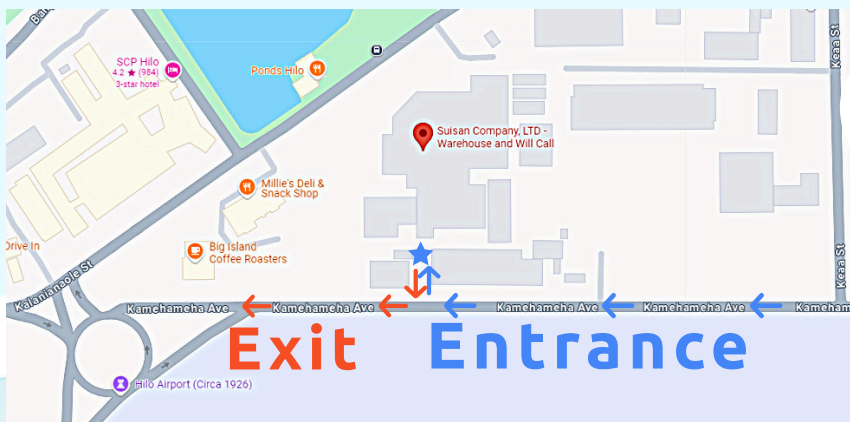 SCP Hilo
4.2 ★ (984)
3-star hotel
Ponds Hilo
Keaa St
Suisan Company, LTD -
Warehouse and Will Call
Millie's Deli &
Snack Shop
Drive In
Big Island
Coffee Roasters
Keaa St
Kalanianaole St
Kamehameha Ave
Kamehameha Ave
Kamehameha Ave
Kamehameha Ave
Exit
Entrance
Hilo Airport (Circa 1926)